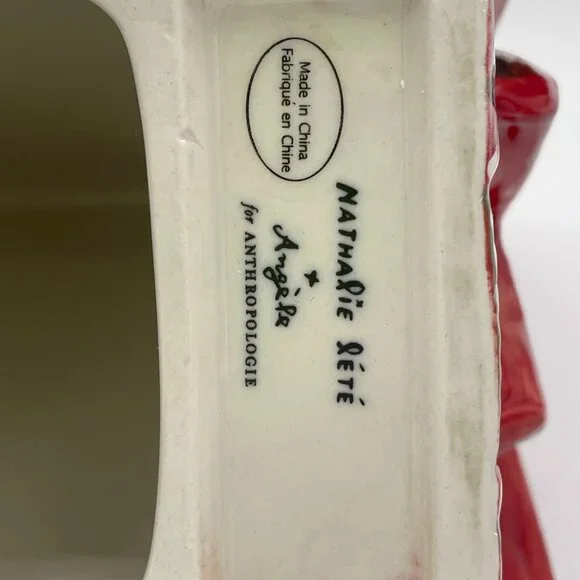 Made in China
Fabriqué en Chine
NATHALiE LÉTÉ
+
Angèle
for ANTHROPOLOGIE